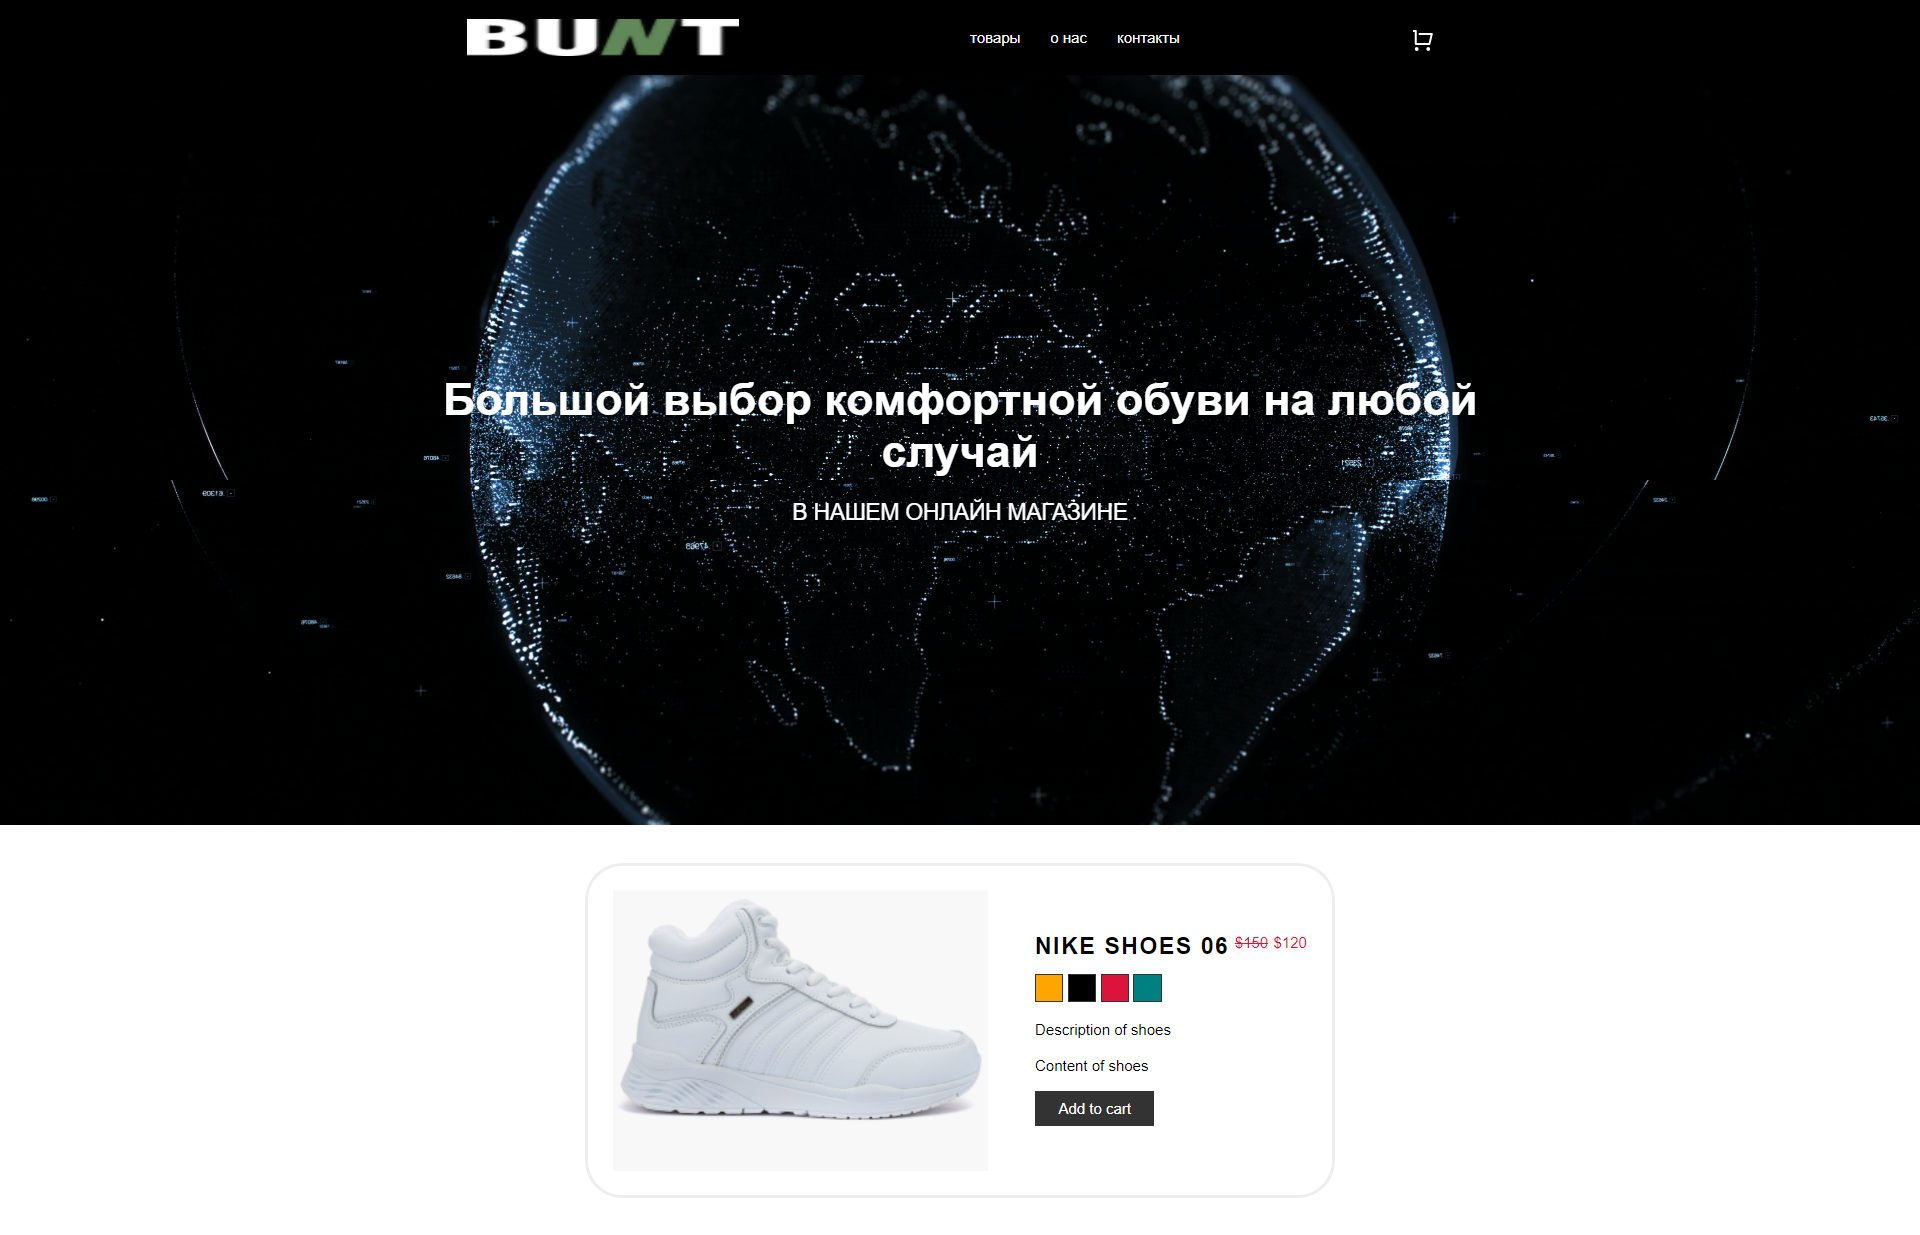 BUNT
товары о нас контакты
Большой выбор комфортной обуви на любой
случай
В НАШЕМ ОНЛАЙН МАГАЗИНЕ
NIKE SHOES 06 $150 $120
Description of shoes
Content of shoes
Add to cart